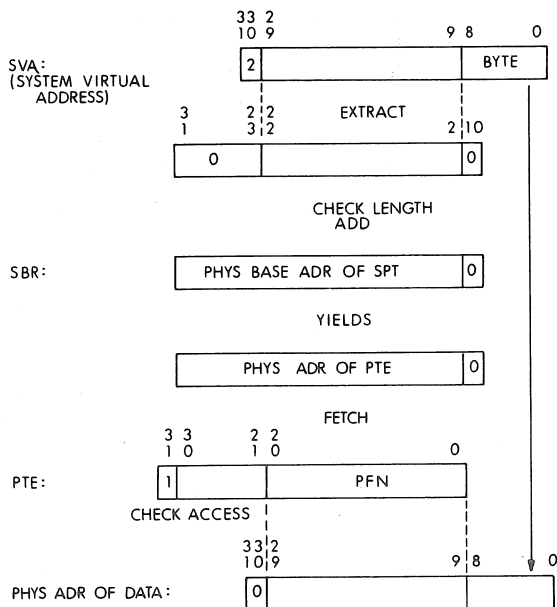 33 2
10 9 9 8 0
SVA: 2 BYTE
(SYSTEM VIRTUAL
ADDRESS)
3 2 2 EXTRACT
1 3 2 2 10
0 0
CHECK LENGTH
ADD
SBR: PHYS BASE ADR OF SPT 0
YIELDS
PHYS ADR OF PTE 0
FETCH
3 3 2 2
1 0 1 0 0
PTE: 1 PFN
CHECK ACCESS
33 2
10 9 9 8 0
PHYS ADR OF DATA: 0